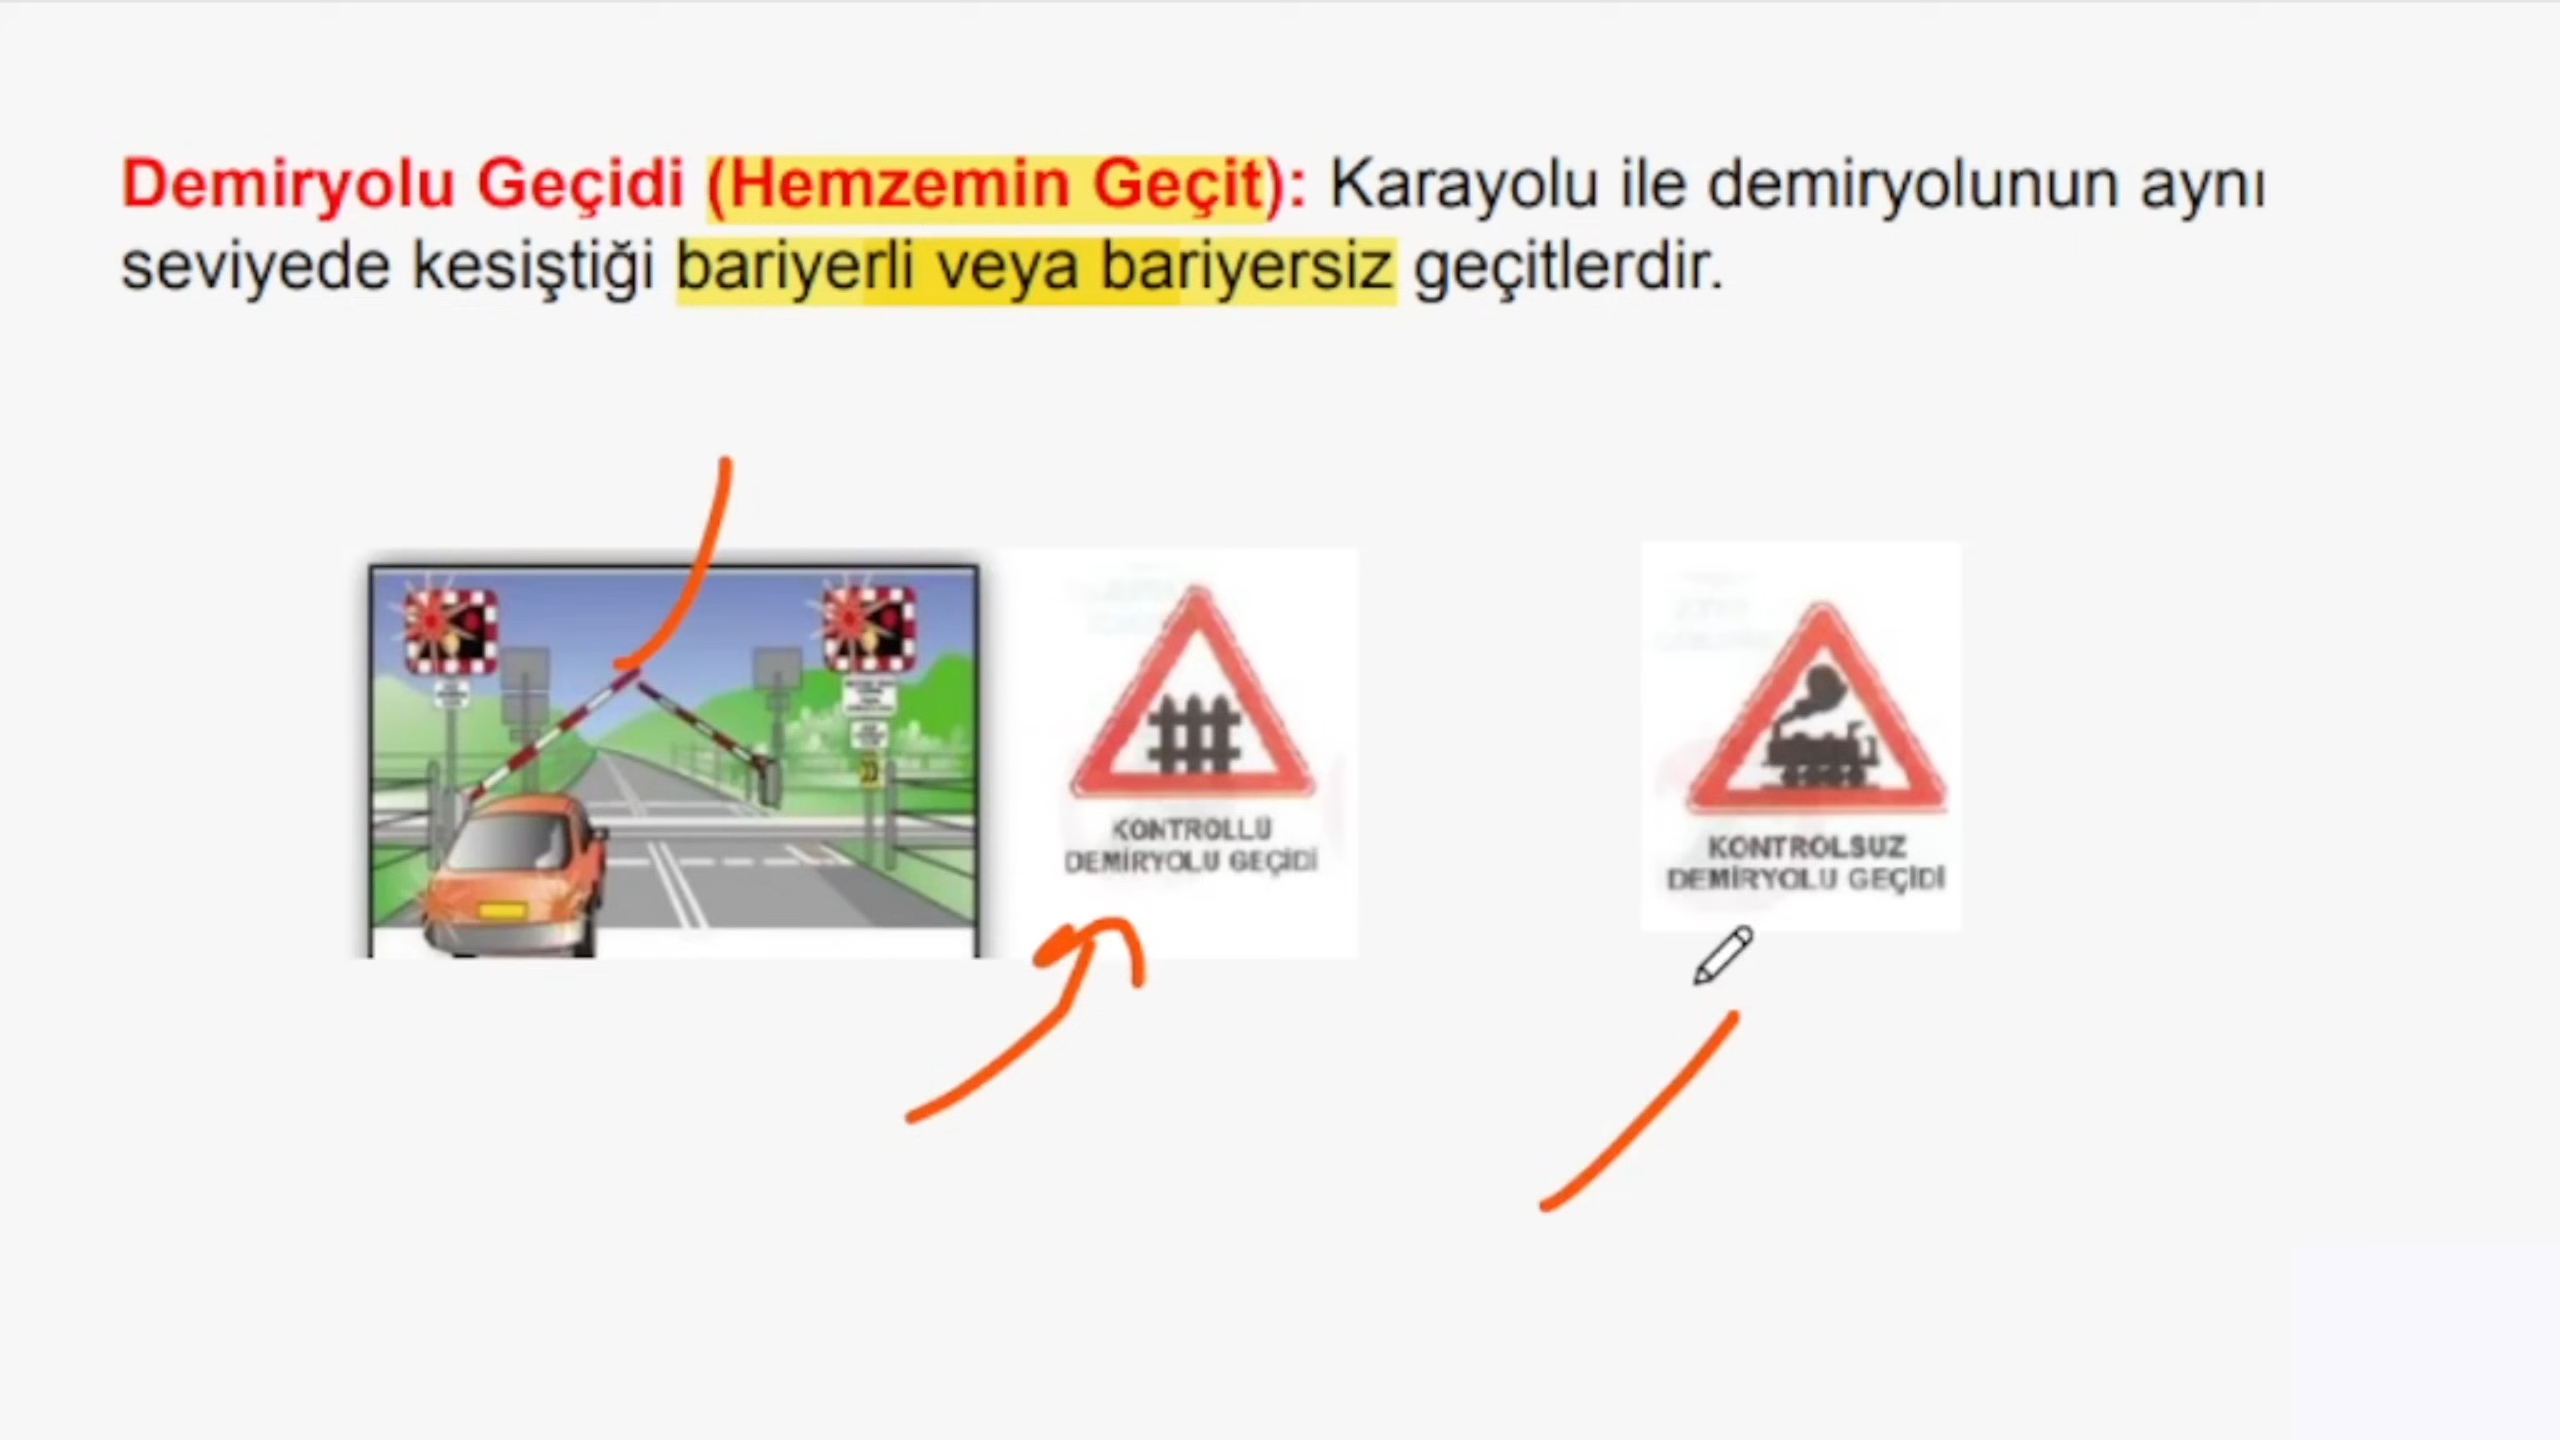 Demiryolu Geçidi (Hemzemin Geçit): Karayolu ile demiryolunun aynı
seviyede kesiştiği bariyerli veya bariyersiz geçitlerdir.
KONTROLLÜ
DEMİRYOLU GEÇİDİ
KONTROLSUZ
DEMİRYOLU GEÇİDİ